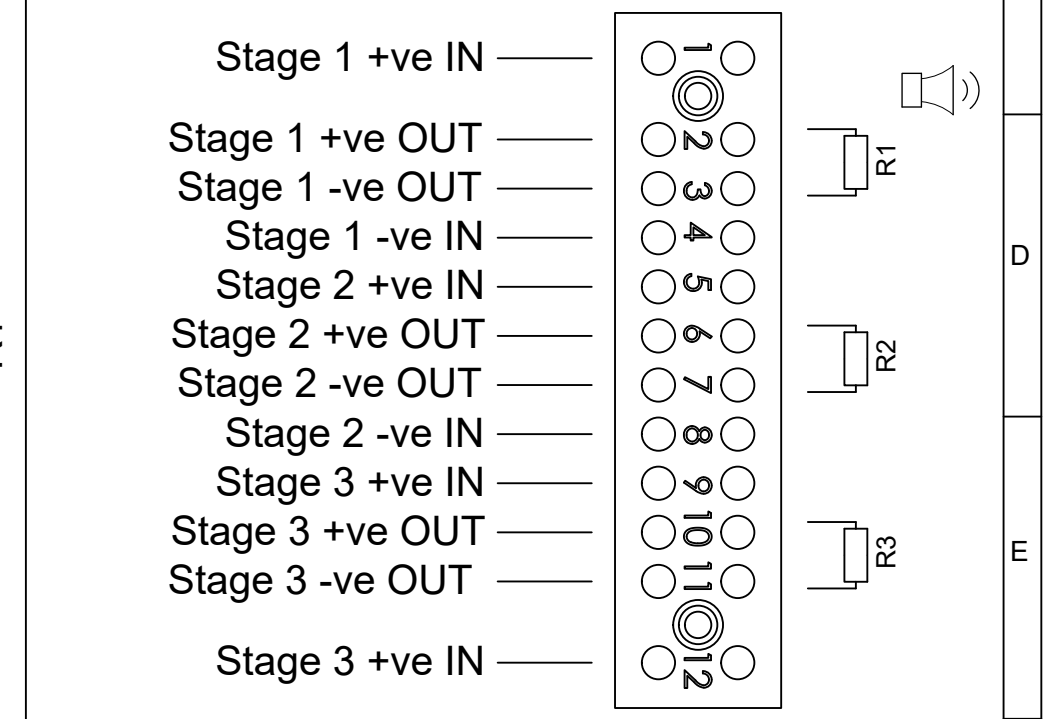 Stage 1 +ve IN
1
Stage 1 +ve OUT
2
R1
Stage 1 -ve OUT
3
Stage 1 -ve IN
4
D
Stage 2 +ve IN
5
Stage 2 +ve OUT
6
R2
Stage 2 -ve OUT
7
Stage 2 -ve IN
8
Stage 3 +ve IN
9
Stage 3 +ve OUT
10
R3
E
Stage 3 -ve OUT
11
Stage 3 +ve IN
12